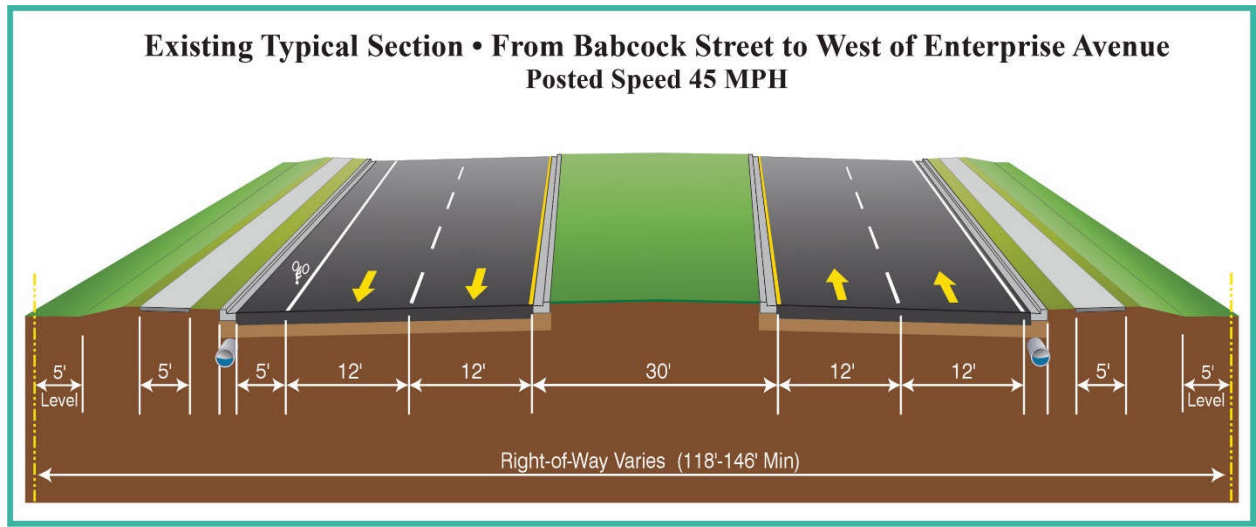 Existing Typical Section • From Babcock Street to West of Enterprise Avenue
Posted Speed 45 MPH
5' 5' 5' 12' 12' 30' 12' 12' 5' 5'
Level Level
Right-of-Way Varies (118'-146' Min)